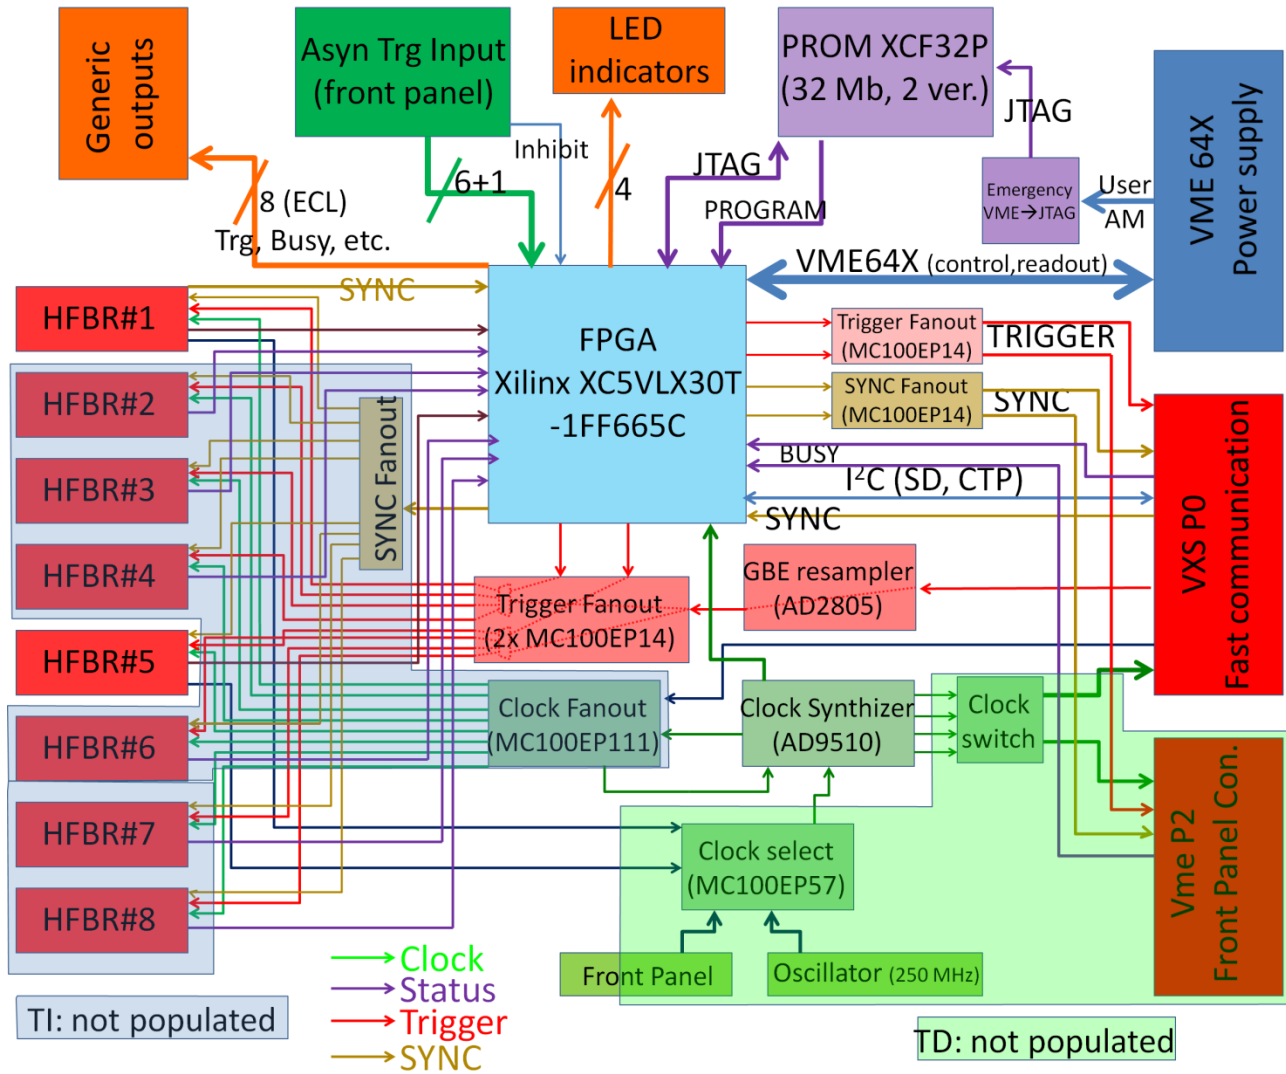 Generic
outputs
Asyn Trg Input
(front panel)
LED
indicators
PROM XCF32P
(32 Mb, 2 ver.)
VME 64X
Power supply
JTAG
Inhibit
6+1
4
JTAG
PROGRAM
Emergency
VME→JTAG
User
AM
8 (ECL)
Trg, Busy, etc.
VME64X (control,readout)
SYNC
HFBR#1
HFBR#2
HFBR#3
HFBR#4
HFBR#5
HFBR#6
HFBR#7
HFBR#8
SYNC Fanout
FPGA
Xilinx XC5VLX30T
-1FF665C
Trigger Fanout
(MC100EP14)
TRIGGER
SYNC Fanout
(MC100EP14)
SYNC
BUSY
I²C (SD, CTP)
SYNC
VXS P0
Fast communication
Trigger Fanout
(2x MC100EP14)
GBE resampler
(AD2805)
Clock Fanout
(MC100EP111)
Clock Synthizer
(AD9510)
Clock
switch
Clock select
(MC100EP57)
Vme P2
Front Panel Con.
Front Panel
Oscillator (250 MHz)
Clock
Status
Trigger
SYNC
TI: not populated
TD: not populated